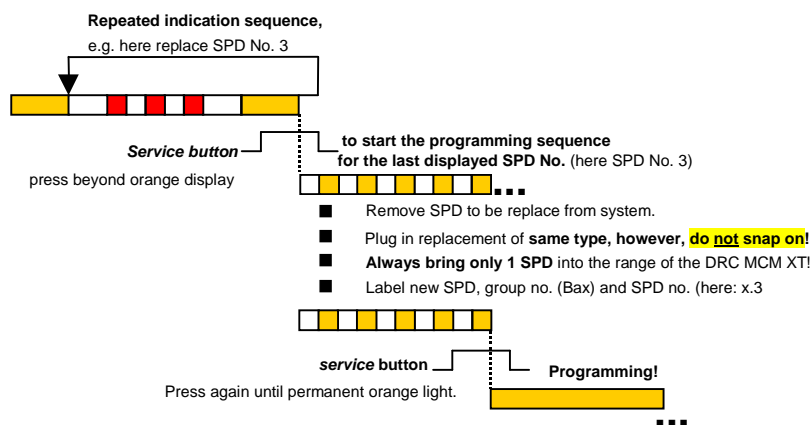 Repeated indication sequence,
e.g. here replace SPD No. 3
Service button
to start the programming sequence
for the last displayed SPD No. (here SPD No. 3)
press beyond orange display
Remove SPD to be replace from system.
Plug in replacement of same type, however, do not snap on!
Always bring only 1 SPD into the range of the DRC MCM XT!
Label new SPD, group no. (Bax) and SPD no. (here: x.3
service button
Programming!
Press again until permanent orange light.